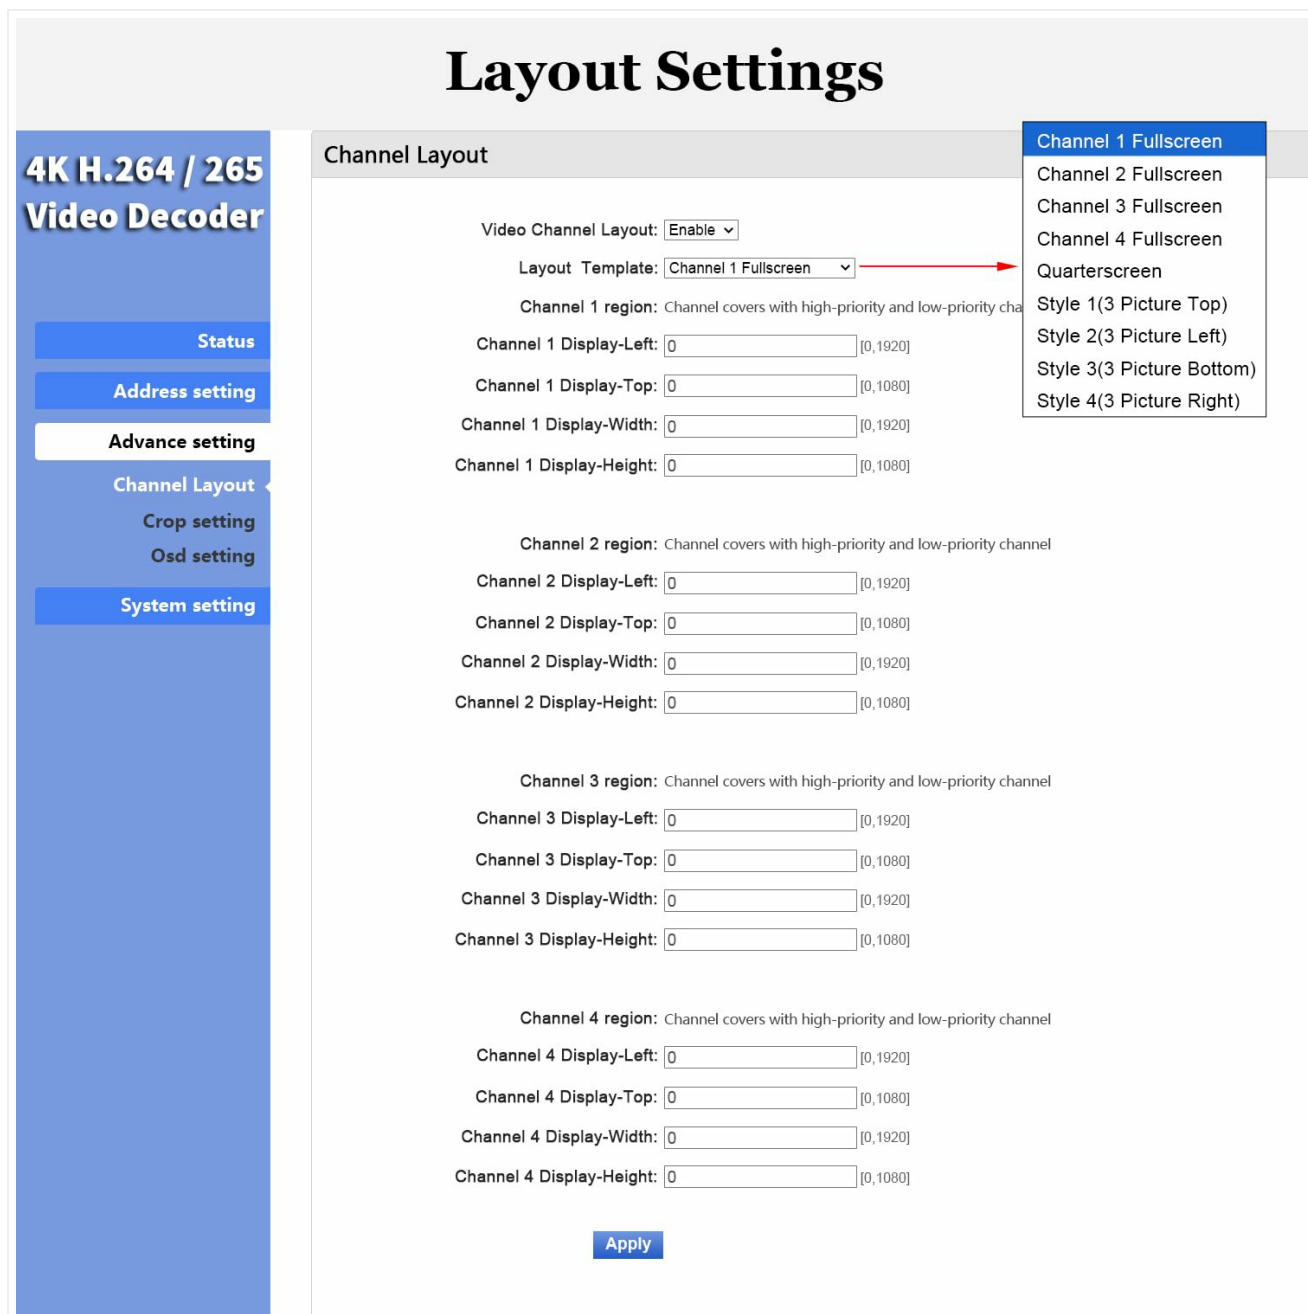 Layout Settings
4K H.264 / 265
Video Decoder
Status
Address setting
Advance setting
Channel Layout
Crop setting
Osd setting
System setting
Channel Layout
Video Channel Layout: Enable
Layout Template: Channel 1 Fullscreen
Channel 1 region: Channel covers with high-priority and low-priority cha
Channel 1 Display-Left: 0 [0,1920]
Channel 1 Display-Top: 0 [0,1080]
Channel 1 Display-Width: 0 [0,1920]
Channel 1 Display-Height: 0 [0,1080]
Channel 2 region: Channel covers with high-priority and low-priority channel
Channel 2 Display-Left: 0 [0,1920]
Channel 2 Display-Top: 0 [0,1080]
Channel 2 Display-Width: 0 [0,1920]
Channel 2 Display-Height: 0 [0,1080]
Channel 3 region: Channel covers with high-priority and low-priority channel
Channel 3 Display-Left: 0 [0,1920]
Channel 3 Display-Top: 0 [0,1080]
Channel 3 Display-Width: 0 [0,1920]
Channel 3 Display-Height: 0 [0,1080]
Channel 4 region: Channel covers with high-priority and low-priority channel
Channel 4 Display-Left: 0 [0,1920]
Channel 4 Display-Top: 0 [0,1080]
Channel 4 Display-Width: 0 [0,1920]
Channel 4 Display-Height: 0 [0,1080]
Apply
Channel 1 Fullscreen
Channel 2 Fullscreen
Channel 3 Fullscreen
Channel 4 Fullscreen
Quarterscreen
Style 1(3 Picture Top)
Style 2(3 Picture Left)
Style 3(3 Picture Bottom)
Style 4(3 Picture Right)